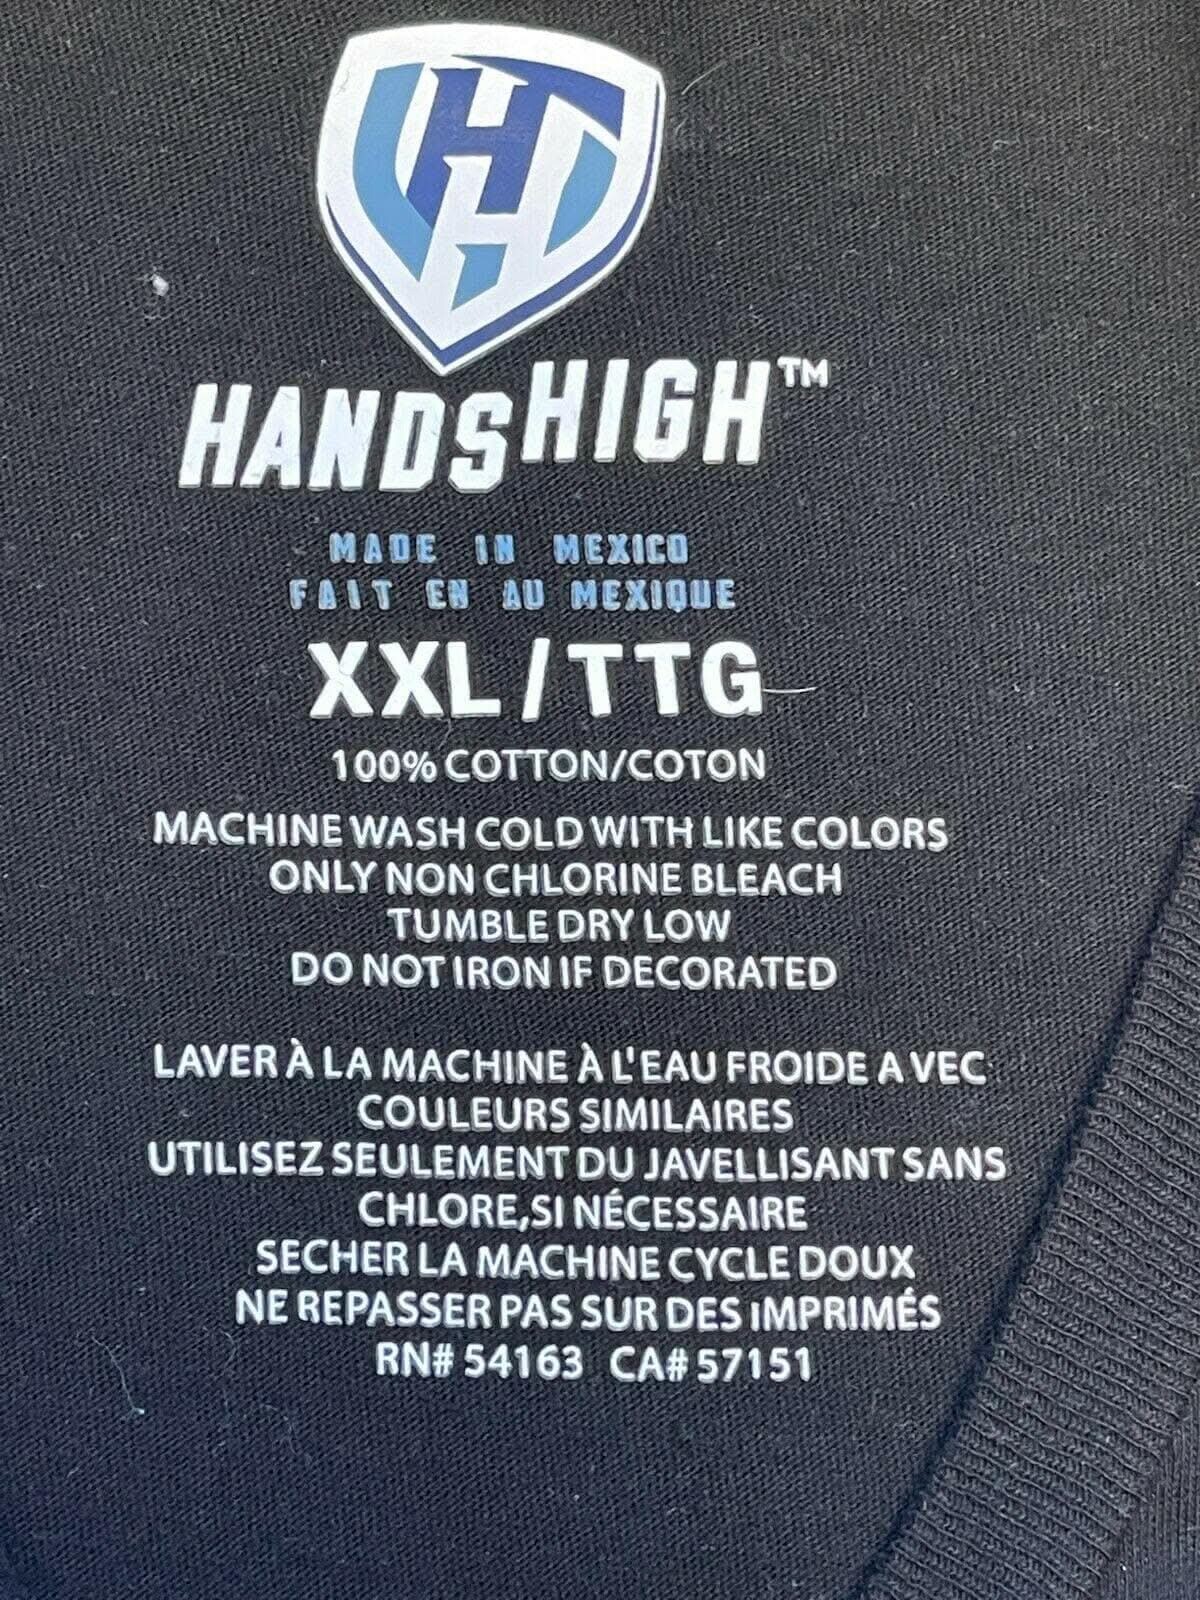 HANDSHIGH™
MADE IN MEXICO
FAIT EN AU MEXIQUE
XXL/TTG
100% COTTON/COTON
MACHINE WASH COLD WITH LIKE COLORS
ONLY NON CHLORINE BLEACH
TUMBLE DRY LOW
DO NOT IRON IF DECORATED
LAVER À LA MACHINE À L'EAU FROIDE A VEC
COULEURS SIMILAIRES
UTILISEZ SEULEMENT DU JAVELLISANT SANS
CHLORE,SI NÉCESSAIRE
SECHER LA MACHINE CYCLE DOUX
NE REPASSER PAS SUR DES IMPRIMÉS
RN# 54163 CA# 57151